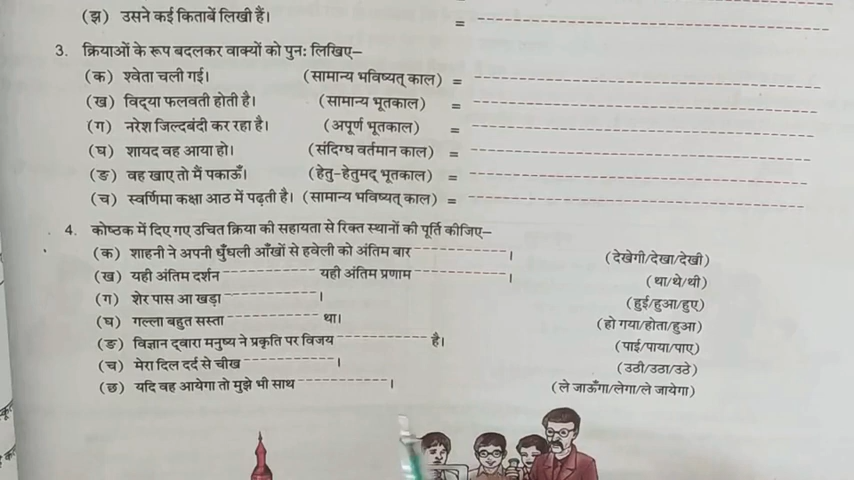 (झ) उसने कई किताबें लिखी हैं। =
3. क्रियाओं के रूप बदलकर वाक्यों को पुनः लिखिए–
(क) श्वेता चली गई। (सामान्य भविष्यत् काल) =
(ख) विद्या फलवती होती है। (सामान्य भूतकाल) =
(ग) नरेश जिल्दबंदी कर रहा है। (अपूर्ण भूतकाल) =
(घ) शायद वह आया हो। (संदिग्ध वर्तमान काल) =
(ङ) वह खाए तो मैं पकाऊँ। (हेतु-हेतुमद् भूतकाल) =
(च) स्वर्णिमा कक्षा आठ में पढ़ती है। (सामान्य भविष्यत् काल) =
4. कोष्ठक में दिए गए उचित क्रिया की सहायता से रिक्त स्थानों की पूर्ति कीजिए–
(क) शाहनी ने अपनी धुँधली आँखों से हवेली को अंतिम बार ---------- । (देखेगी/देखा/देखी)
(ख) यही अंतिम दर्शन ---------- यही अंतिम प्रणाम ---------- । (था/थे/थी)
(ग) शेर पास आ खड़ा ---------- । (हुई/हुआ/हुए)
(घ) गल्ला बहुत सस्ता ---------- था। (हो गया/होता/हुआ)
(ङ) विज्ञान द्वारा मनुष्य ने प्रकृति पर विजय ---------- है। (पाई/पाया/पाए)
(च) मेरा दिल दर्द से चीख ---------- । (उठी/उठा/उठे)
(छ) यदि वह आयेगा तो मुझे भी साथ ---------- । (ले जाऊँगा/लेगा/ले जायेगा)